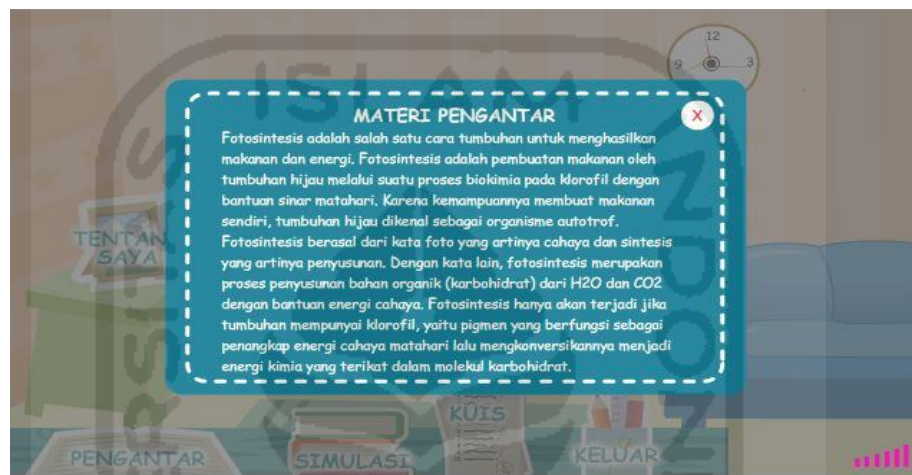 12
9
3
ISLAM
MATERI PENGANTAR
X
Fotosintesis adalah salah satu cara tumbuhan untuk menghasilkan
makanan dan energi. Fotosintesis adalah pembuatan makanan oleh
tumbuhan hijau melalui suatu proses biokimia pada klorofil dengan
bantuan sinar matahari. Karena kemampuannya membuat makanan
sendiri, tumbuhan hijau dikenal sebagai organisme autotrof.
Fotosintesis berasal dari kata foto yang artinya cahaya dan sintesis
yang artinya penyusunan. Dengan kata lain, fotosintesis merupakan
proses penyusunan bahan organik (karbohidrat) dari H2O dan CO2
dengan bantuan energi cahaya. Fotosintesis hanya akan terjadi jika
tumbuhan mempunyai klorofil, yaitu pigmen yang berfungsi sebagai
penangkap energi cahaya matahari lalu mengkonversikannya menjadi
energi kimia yang terikat dalam molekul karbohidrat.
TENTAN
SAYA
KUIS
PENGANTAR
SIMULASI
KELUAR